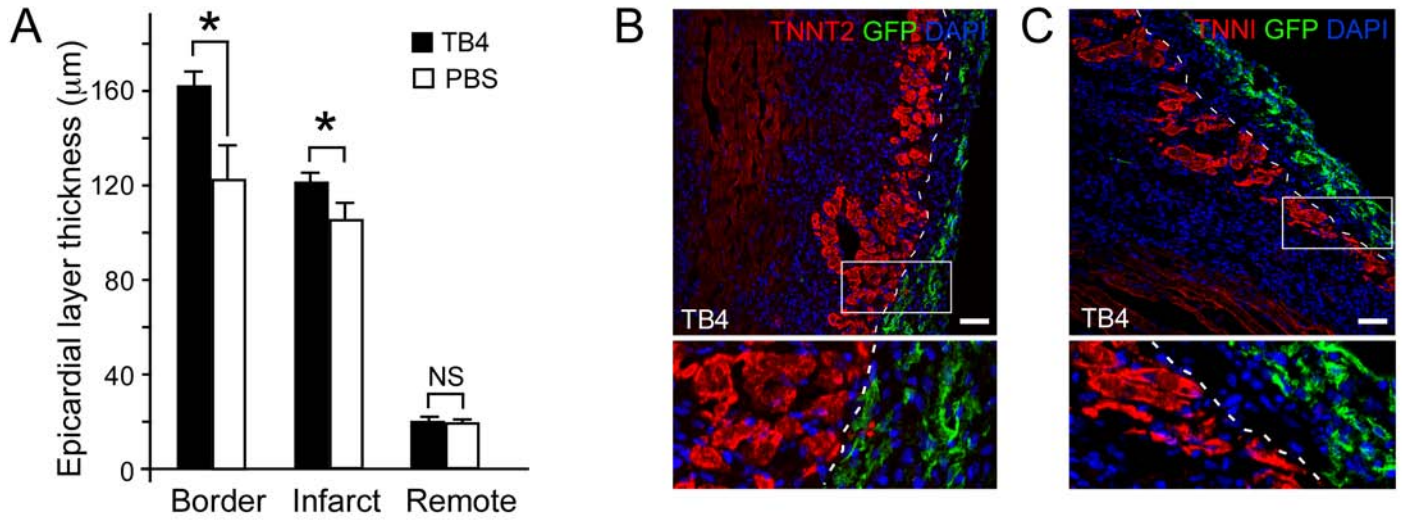 A
Epicardial layer thickness (μm)
160
120
80
40
0
*
*
NS
TB4
PBS
Border Infarct Remote
B
TNNT2 GFP DAPI
TB4
C
TNNI GFP DAPI
TB4